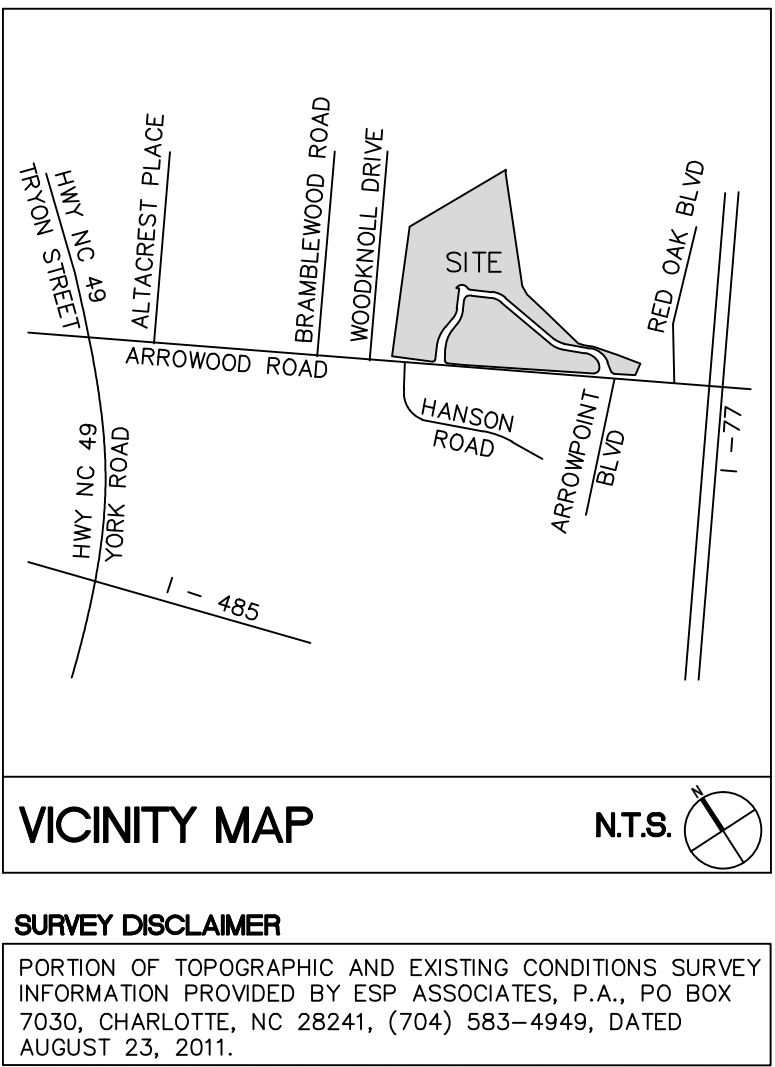 HWY NC 49
TRYON STREET
ALTACREST PLACE
BRAMBLEWOOD ROAD
WOODKNOLL DRIVE
SITE
RED OAK BLVD
ARROWOOD ROAD
HANSON
ROAD
ARROWPOINT
BLVD
I-77
HWY NC 49
YORK ROAD
I - 485
VICINITY MAP
N.T.S.
N
SURVEY DISCLAIMER
PORTION OF TOPOGRAPHIC AND EXISTING CONDITIONS SURVEY
INFORMATION PROVIDED BY ESP ASSOCIATES, P.A., PO BOX
7030, CHARLOTTE, NC 28241, (704) 583-4949, DATED
AUGUST 23, 2011.